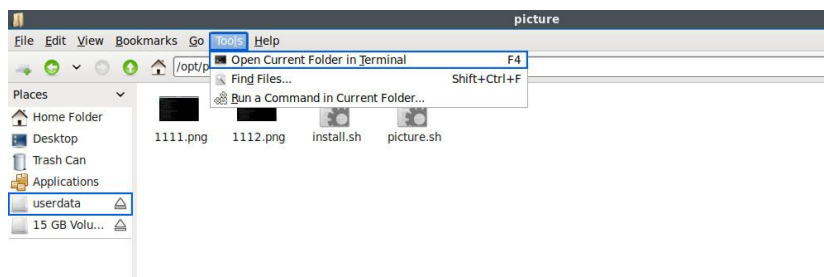 picture
File Edit View Bookmarks Go Tools Help
Open Current Folder in Terminal F4
/opt/p
Find Files... Shift+Ctrl+F
Places
Run a Command in Current Folder...
Home Folder
Desktop
1111.png 1112.png install.sh picture.sh
Trash Can
Applications
userdata
15 GB Volu...